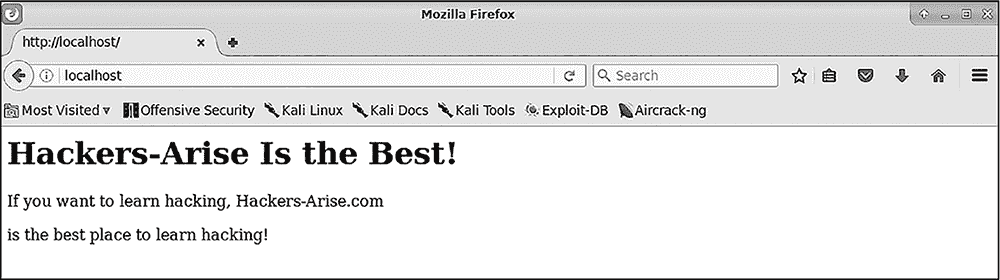 Mozilla Firefox
http://localhost/
localhost
Search
Most Visited
Offensive Security
Kali Linux
Kali Docs
Kali Tools
Exploit-DB
Aircrack-ng
Hackers-Arise Is the Best!
If you want to learn hacking, Hackers-Arise.com
is the best place to learn hacking!